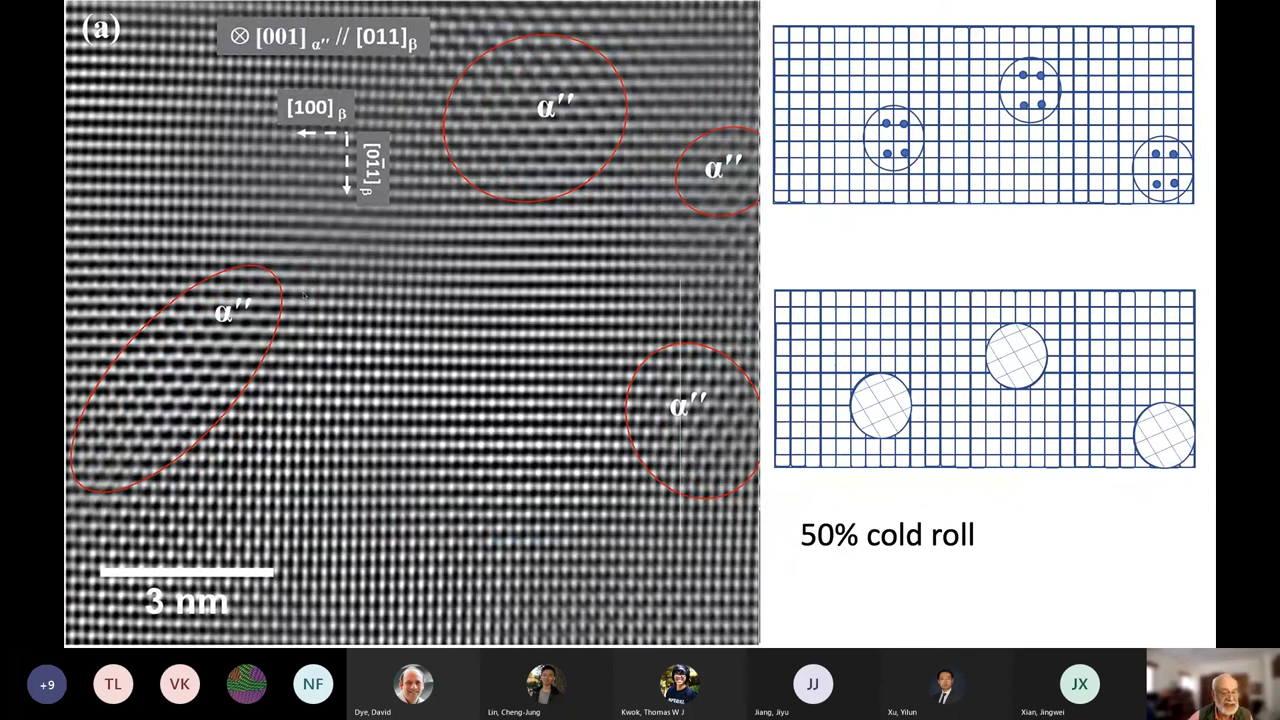 (a)
⊗ [001] α′′ // [011]β
[100] β
[01̄1]β
α′′
α′′
α′′
α′′
3 nm
50% cold roll
+9
TL
VK
NF
JJ
JX
Dye, David
Lin, Cheng-Jung
Kwok, Thomas W J
Jiang, Jiyu
Xu, Yilun
Xian, Jingwei